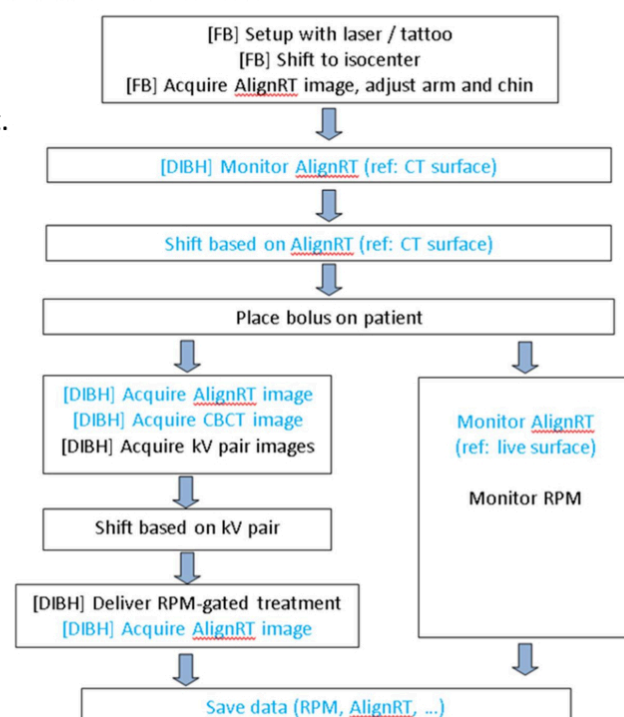 [FB] Setup with laser / tattoo
[FB] Shift to isocenter
[FB] Acquire AlignRT image, adjust arm and chin
[DIBH] Monitor AlignRT (ref: CT surface)
Shift based on AlignRT (ref: CT surface)
Place bolus on patient
[DIBH] Acquire AlignRT image
[DIBH] Acquire CBCT image
[DIBH] Acquire kV pair images
Shift based on kV pair
[DIBH] Deliver RPM-gated treatment
[DIBH] Acquire AlignRT image
Monitor AlignRT
(ref: live surface)
Monitor RPM
Save data (RPM, AlignRT, ...)